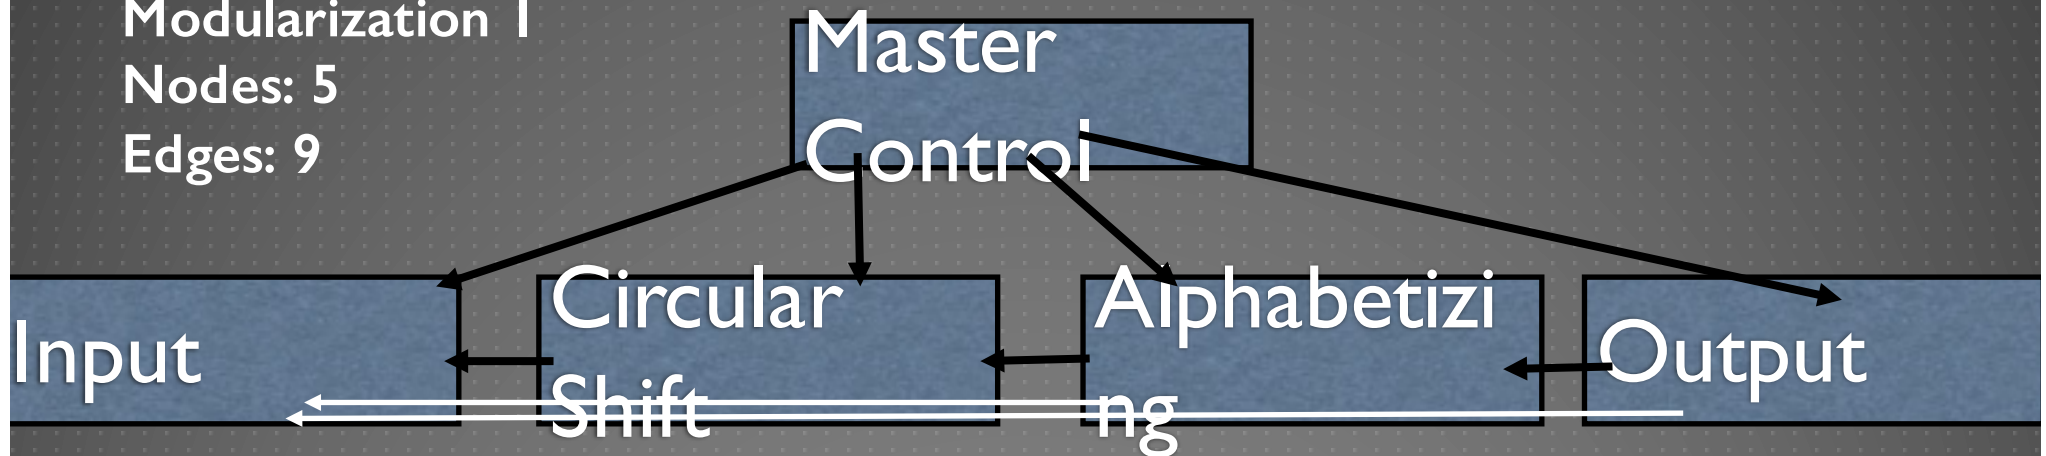 Modularization 1
Nodes: 5
Edges: 9
Master
Control
Input
Circular
Shift
Alphabetizi
ng
Output